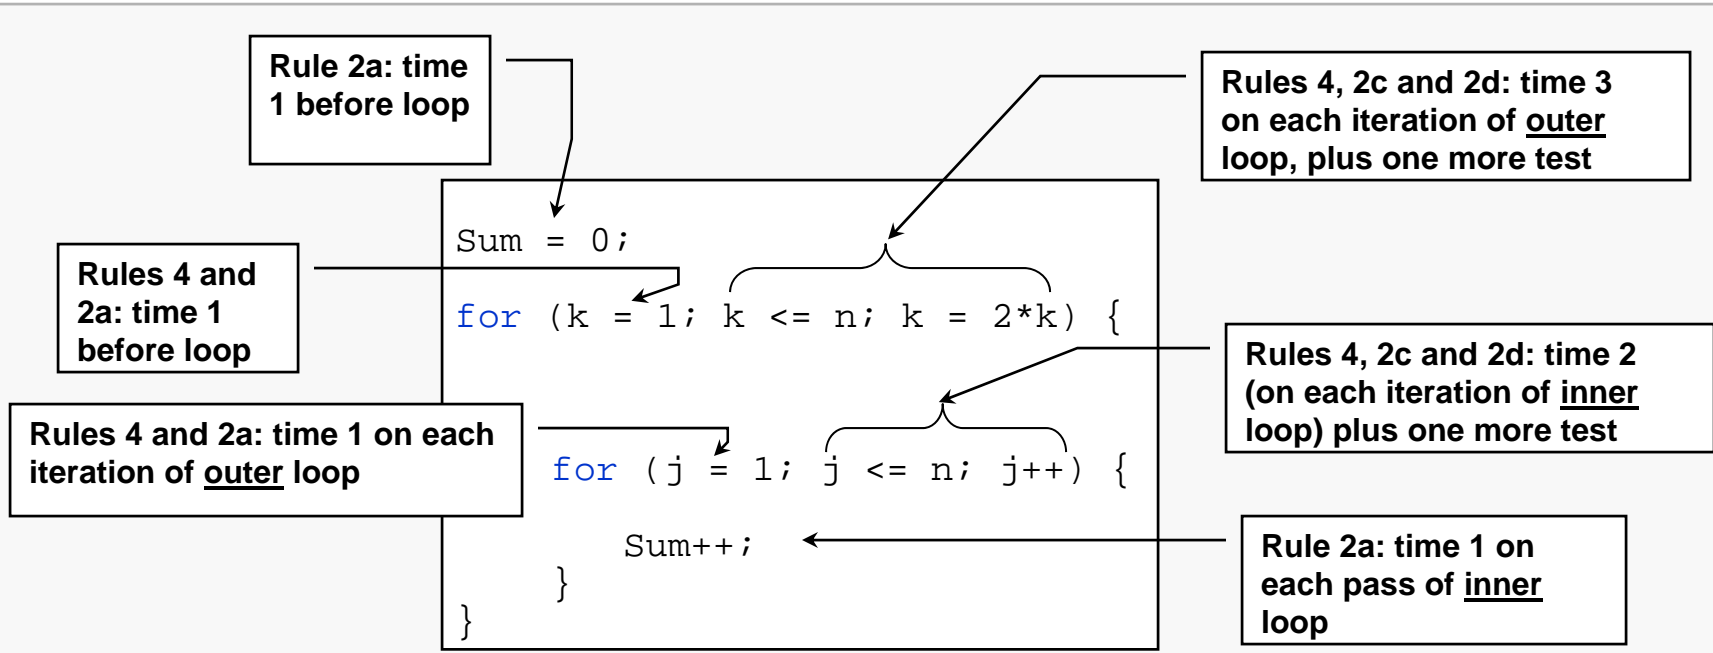 Rule 2a: time
1 before loop
Rules 4, 2c and 2d: time 3
on each iteration of outer
loop, plus one more test
Sum = 0;
Rules 4 and
2a: time 1
before loop
for (k = 1; k <= n; k = 2*k) {
Rules 4, 2c and 2d: time 2
(on each iteration of inner
loop) plus one more test
Rules 4 and 2a: time 1 on each
iteration of outer loop
for (j = 1; j <= n; j++) {
Sum++;
Rule 2a: time 1 on
each pass of inner
loop
}
}